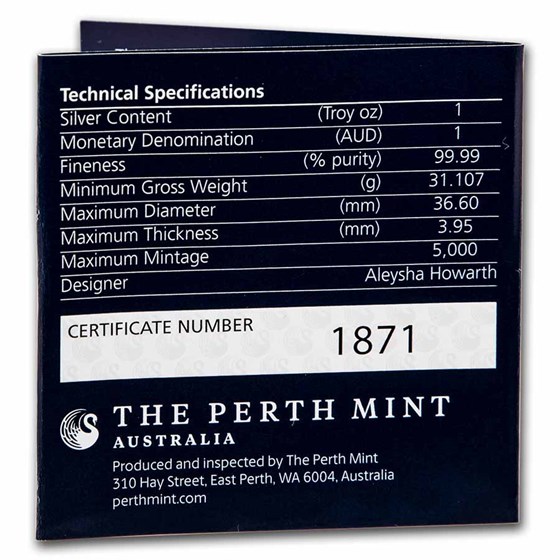 Technical Specifications
Silver Content (Troy oz) 1
Monetary Denomination (AUD) 1
Fineness (% purity) 99.99
Minimum Gross Weight (g) 31.107
Maximum Diameter (mm) 36.60
Maximum Thickness (mm) 3.95
Maximum Mintage 5,000
Designer Aleysha Howarth
CERTIFICATE NUMBER 1871
THE PERTH MINT
AUSTRALIA
Produced and inspected by The Perth Mint
310 Hay Street, East Perth, WA 6004, Australia
perthmint.com